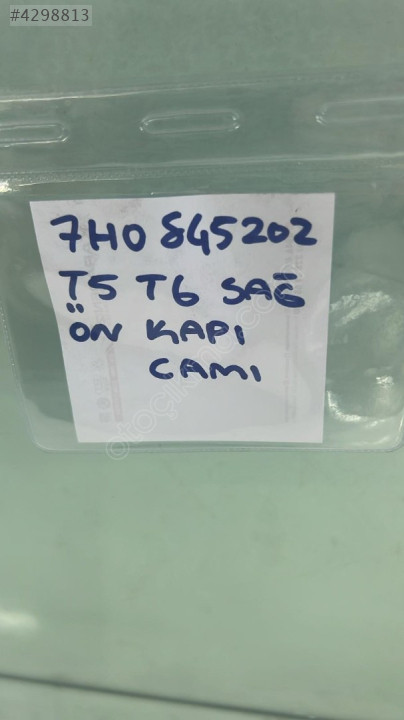 #4298813
7H0 845202
T5 T6 SAĞ
ÖN KAPI
CAMI